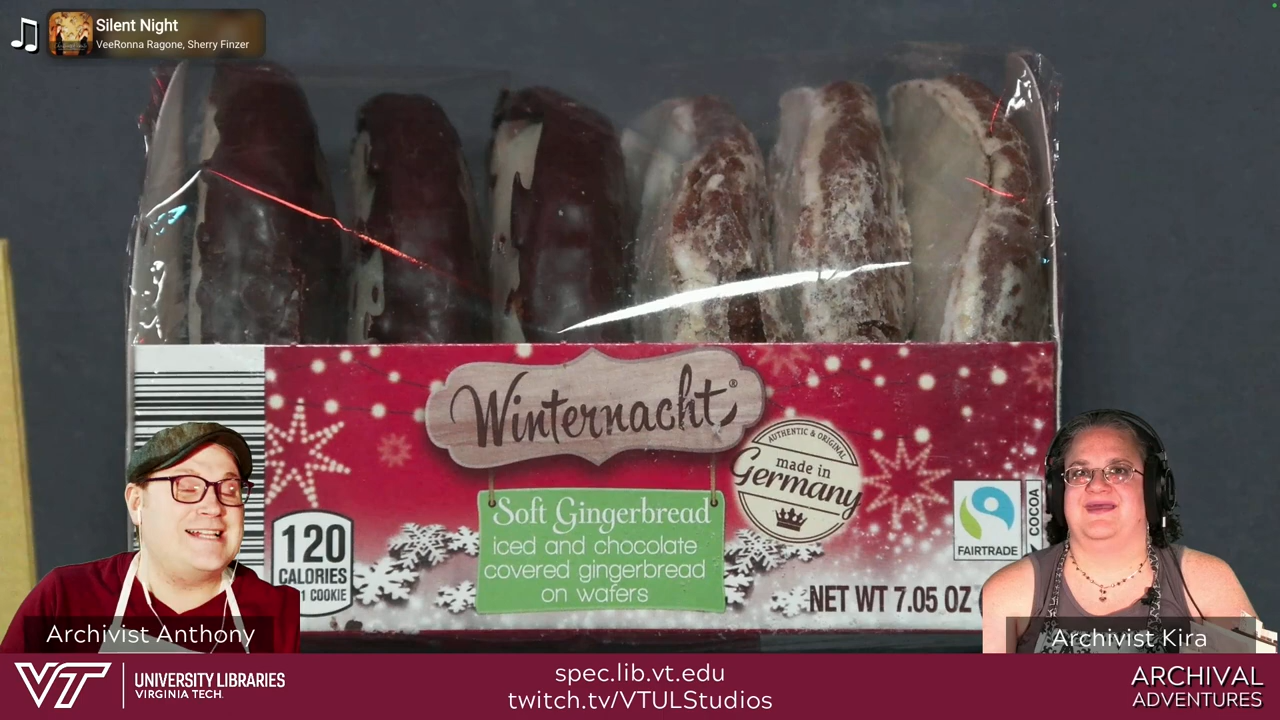 Silent Night
VeeRonna Ragone, Sherry Finzer
Winternacht®
AUTHENTIC & ORIGINAL
made in
Germany
Soft Gingerbread
iced and chocolate
covered gingerbread
on wafers
120
CALORIES
1 COOKIE
FAIRTRADE
COCOA
NET WT 7.05 OZ
Archivist Anthony
Archivist Kira
VT
UNIVERSITY LIBRARIES
VIRGINIA TECH
spec.lib.vt.edu
twitch.tv/VTULStudios
ARCHIVAL
ADVENTURES